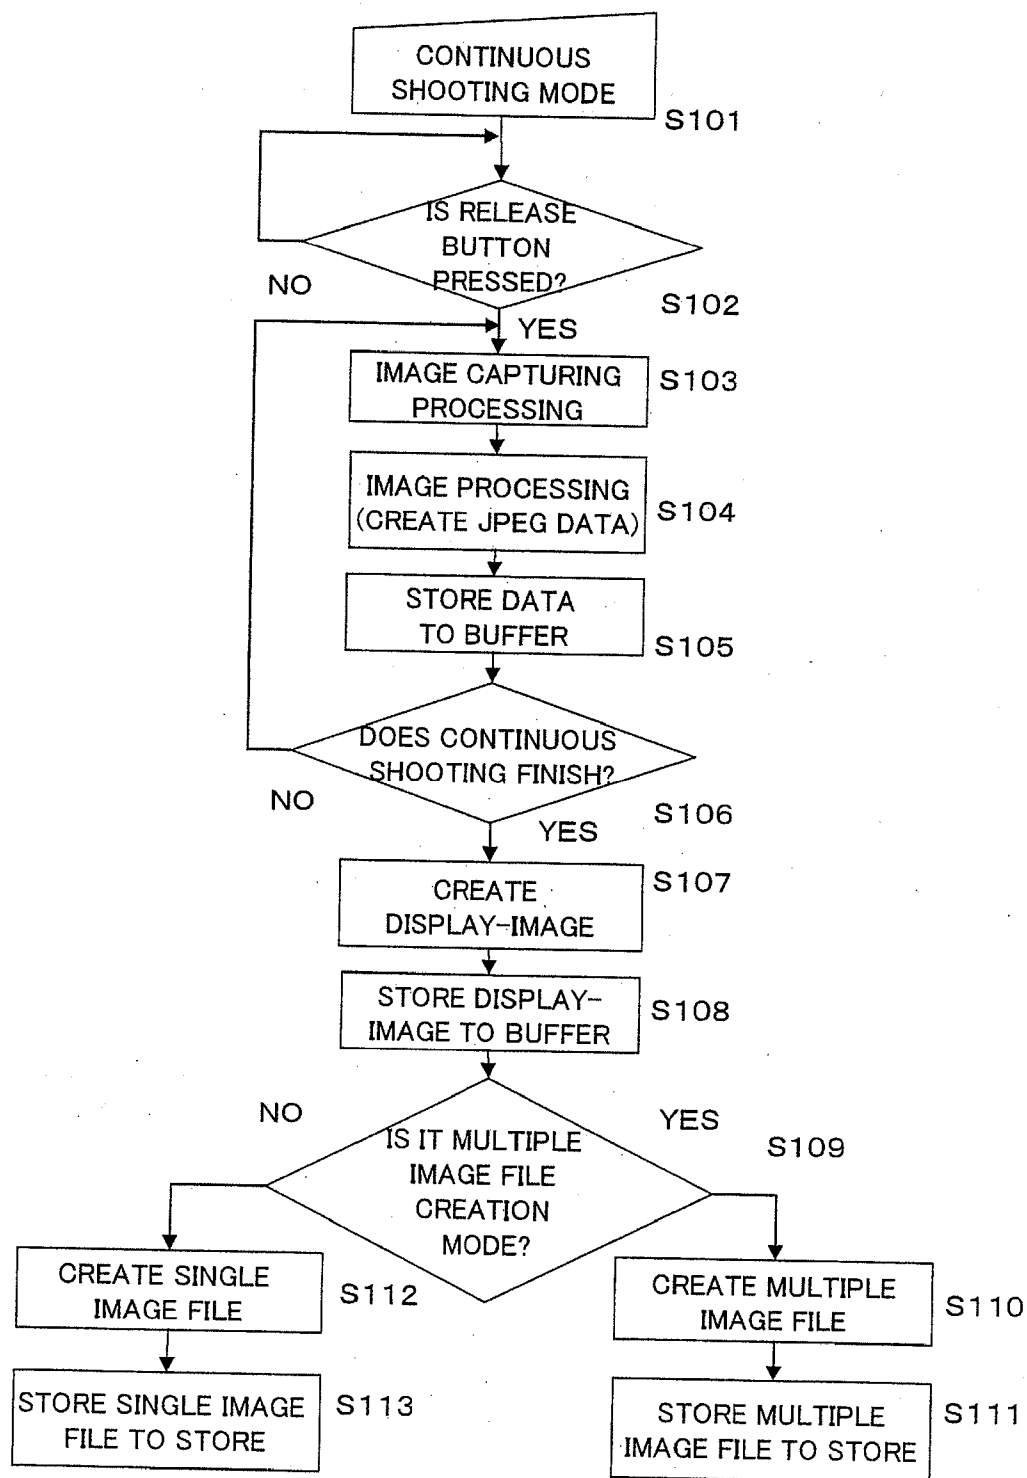 CONTINUOUS
SHOOTING MODE
S101
IS RELEASE
BUTTON
PRESSED?
NO
S102
YES
IMAGE CAPTURING
PROCESSING
S103
IMAGE PROCESSING
(CREATE JPEG DATA)
S104
STORE DATA
TO BUFFER
S105
DOES CONTINUOUS
SHOOTING FINISH?
NO
S106
YES
CREATE
DISPLAY-IMAGE
S107
STORE DISPLAY-
IMAGE TO BUFFER
S108
NO
YES
IS IT MULTIPLE
IMAGE FILE
CREATION
MODE?
S109
CREATE SINGLE
IMAGE FILE
S112
CREATE MULTIPLE
IMAGE FILE
S110
STORE SINGLE IMAGE
FILE TO STORE
S113
STORE MULTIPLE
IMAGE FILE TO STORE
S111